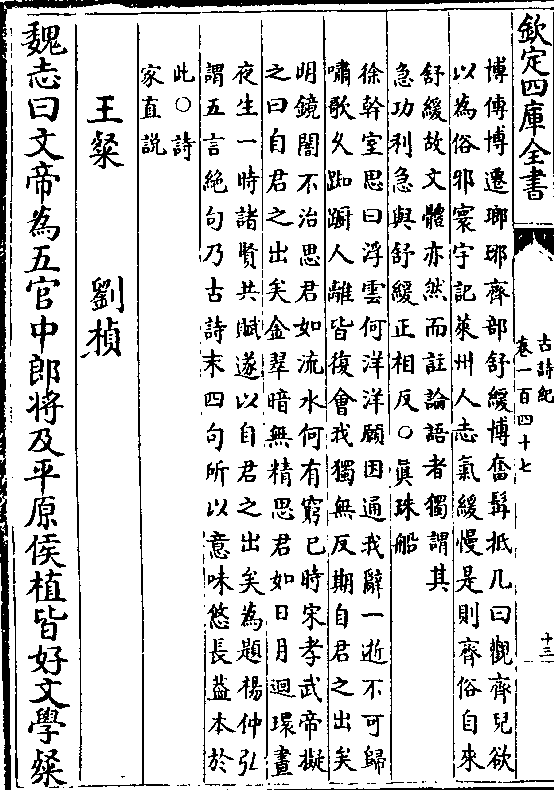 欽定四庫全書
古詩紀
卷一百四十七
十三
博傳博遷瑯琊齊部舒緩博奮髯抵几曰觀齊兒欲
以為俗邪寰宇記萊州人志氣緩慢是則齊俗自來
舒緩故文體亦然而註論語者獨謂其
急功利急與舒緩正相反○眞珠船
徐幹室思曰浮雲何洋洋願因通我辭一逝不可歸
嘯歌久踟躕人離皆復會我獨無反期自君之出矣
明鏡闇不治思君如流水何有窮已時宋孝武帝擬
之曰自君之出矣金翠暗無精思君如日月迴環晝
夜生一時諸賢共賦遂以自君之出矣為題楊仲弘
謂五言絕句乃古詩末四句所以意味悠長益本於
此○詩
家直説
王粲　劉楨
魏志曰文帝為五官中郎将及平原侯植皆好文學粲